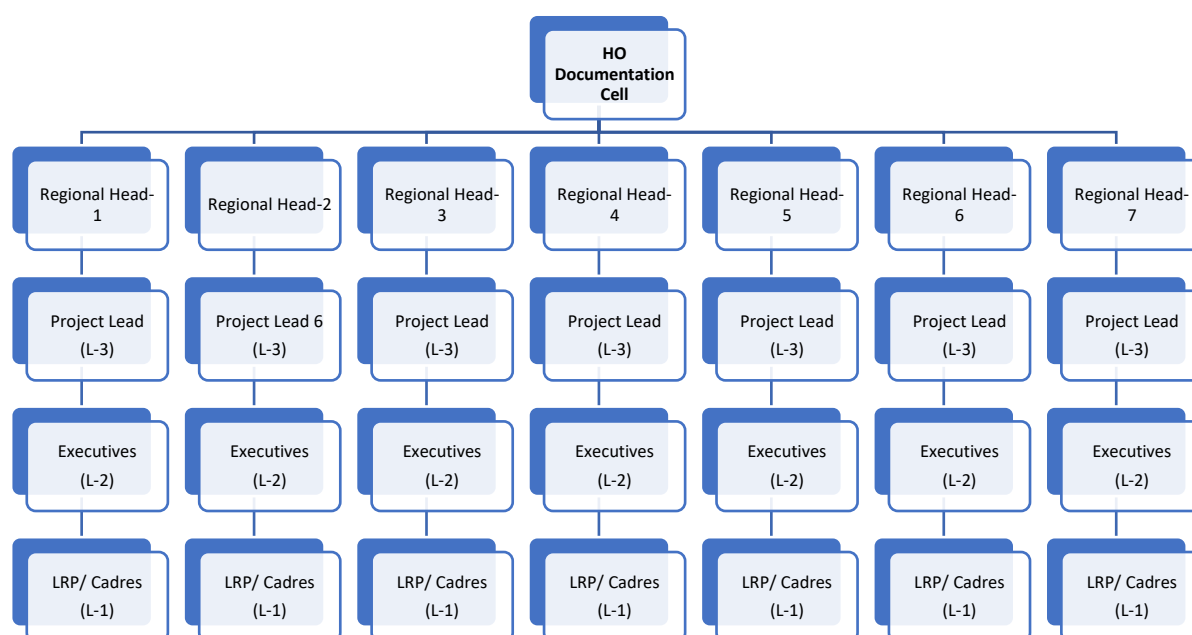 HO
Documentation
Cell
Regional Head-
1
Regional Head-2
Regional Head-
3
Regional Head-
4
Regional Head-
5
Regional Head-
6
Regional Head-
7
Project Lead
(L-3)
Project Lead 6
(L-3)
Project Lead
(L-3)
Project Lead
(L-3)
Project Lead
(L-3)
Project Lead
(L-3)
Project Lead
(L-3)
Executives
(L-2)
Executives
(L-2)
Executives
(L-2)
Executives
(L-2)
Executives
(L-2)
Executives
(L-2)
Executives
(L-2)
LRP/ Cadres
(L-1)
LRP/ Cadres
(L-1)
LRP/ Cadres
(L-1)
LRP/ Cadres
(L-1)
LRP/ Cadres
(L-1)
LRP/ Cadres
(L-1)
LRP/ Cadres
(L-1)